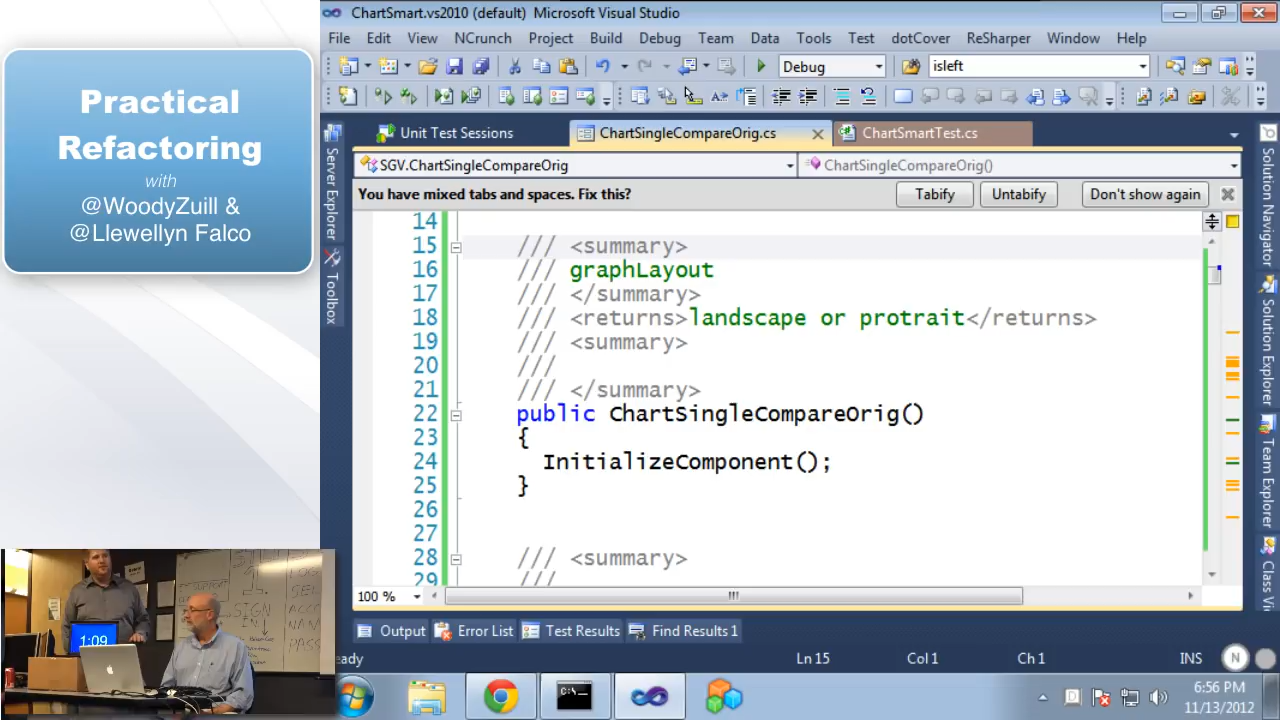 Practical
Refactoring
with
@WoodyZuill &
@Llewellyn Falco
ChartSmart.vs2010 (default) Microsoft Visual Studio
File Edit View NCrunch Project Build Debug Team Data Tools Test dotCover ReSharper Window Help
Debug isleft
Unit Test Sessions ChartSingleCompareOrig.cs ChartSmartTest.cs
SGV.ChartSingleCompareOrig ChartSingleCompareOrig()
You have mixed tabs and spaces. Fix this? Tabify Untabify Don't show again
14
15 /// <summary>
16 /// graphLayout
17 /// </summary>
18 /// <returns>landscape or protrait</returns>
19 /// <summary>
20 ///
21 /// </summary>
22 public ChartSingleCompareOrig()
23 {
24 InitializeComponent();
25 }
26
27
28 /// <summary>
29 ///
100 %
Output Error List Test Results Find Results 1
eady Ln 15 Col 1 Ch 1 INS N
6:56 PM
11/13/2012
Server Explorer
Toolbox
Solution Navigator
Solution Explorer
Team Explorer
Class Vi
1:09
SIGN
IN